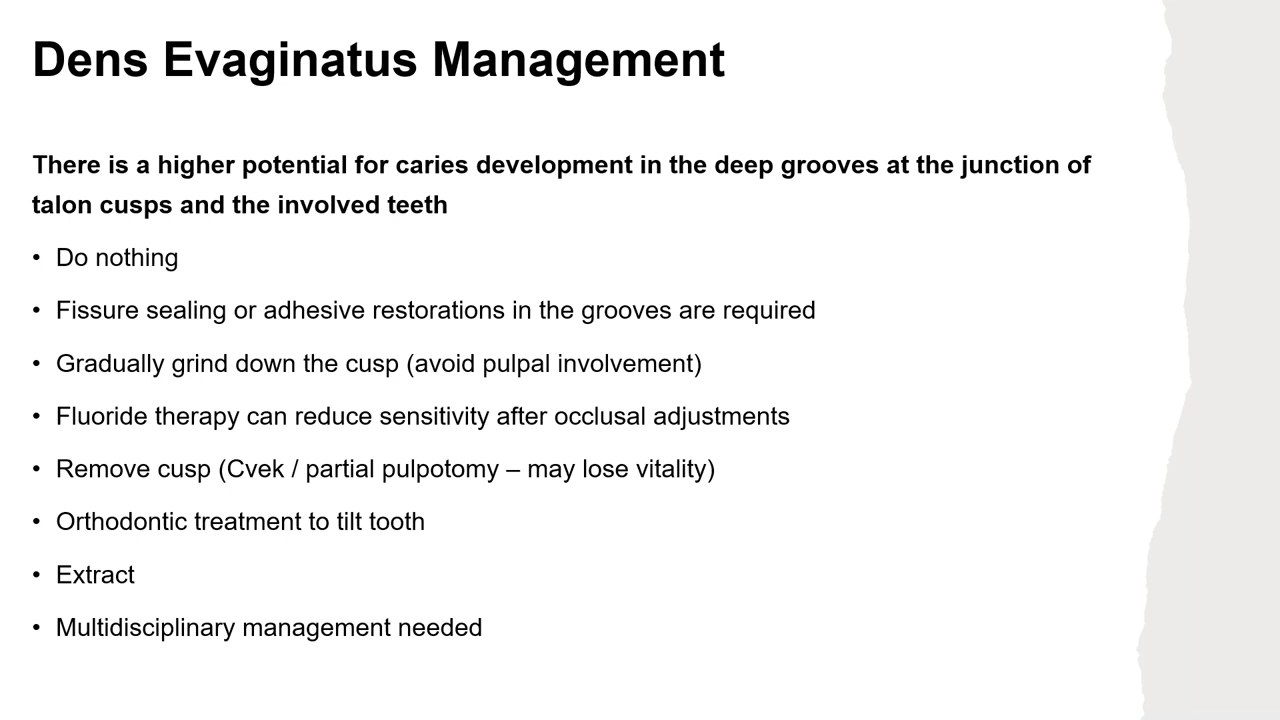 Dens Evaginatus Management
There is a higher potential for caries development in the deep grooves at the junction of
talon cusps and the involved teeth
• Do nothing
• Fissure sealing or adhesive restorations in the grooves are required
• Gradually grind down the cusp (avoid pulpal involvement)
• Fluoride therapy can reduce sensitivity after occlusal adjustments
• Remove cusp (Cvek / partial pulpotomy – may lose vitality)
• Orthodontic treatment to tilt tooth
• Extract
• Multidisciplinary management needed